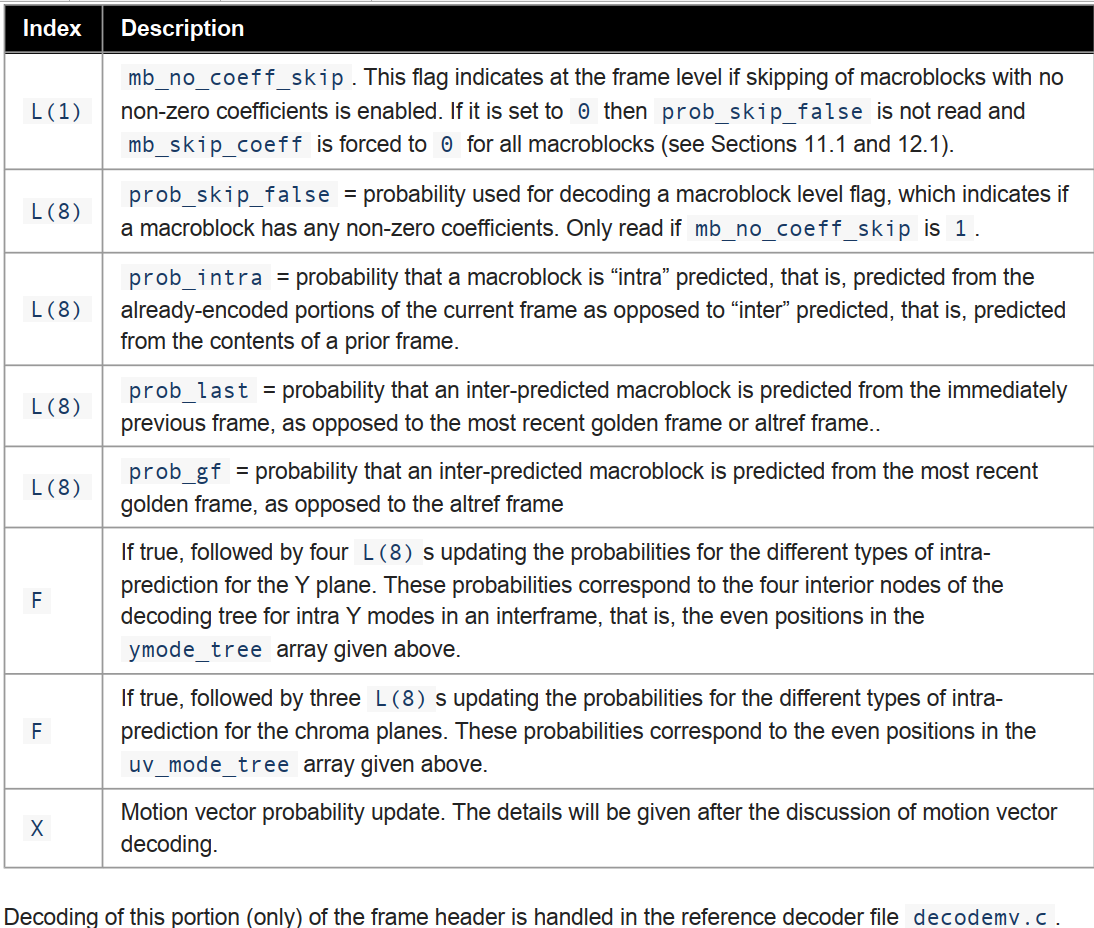 Index Description
mb_no_coeff_skip . This flag indicates at the frame level if skipping of macroblocks with no
L(1) non-zero coefficients is enabled. If it is set to 0 then prob_skip_false is not read and
mb_skip_coeff is forced to 0 for all macroblocks (see Sections 11.1 and 12.1).
L(8) prob_skip_false = probability used for decoding a macroblock level flag, which indicates if
a macroblock has any non-zero coefficients. Only read if mb_no_coeff_skip is 1 .
prob_intra = probability that a macroblock is “intra” predicted, that is, predicted from the
L(8) already-encoded portions of the current frame as opposed to “inter” predicted, that is, predicted
from the contents of a prior frame.
L(8) prob_last = probability that an inter-predicted macroblock is predicted from the immediately
previous frame, as opposed to the most recent golden frame or altref frame..
L(8) prob_gf = probability that an inter-predicted macroblock is predicted from the most recent
golden frame, as opposed to the altref frame
If true, followed by four L(8) s updating the probabilities for the different types of intra-
F prediction for the Y plane. These probabilities correspond to the four interior nodes of the
decoding tree for intra Y modes in an interframe, that is, the even positions in the
ymode_tree array given above.
If true, followed by three L(8) s updating the probabilities for the different types of intra-
F prediction for the chroma planes. These probabilities correspond to the even positions in the
uv_mode_tree array given above.
X Motion vector probability update. The details will be given after the discussion of motion vector
decoding.
Decoding of this portion (only) of the frame header is handled in the reference decoder file decodemv.c .